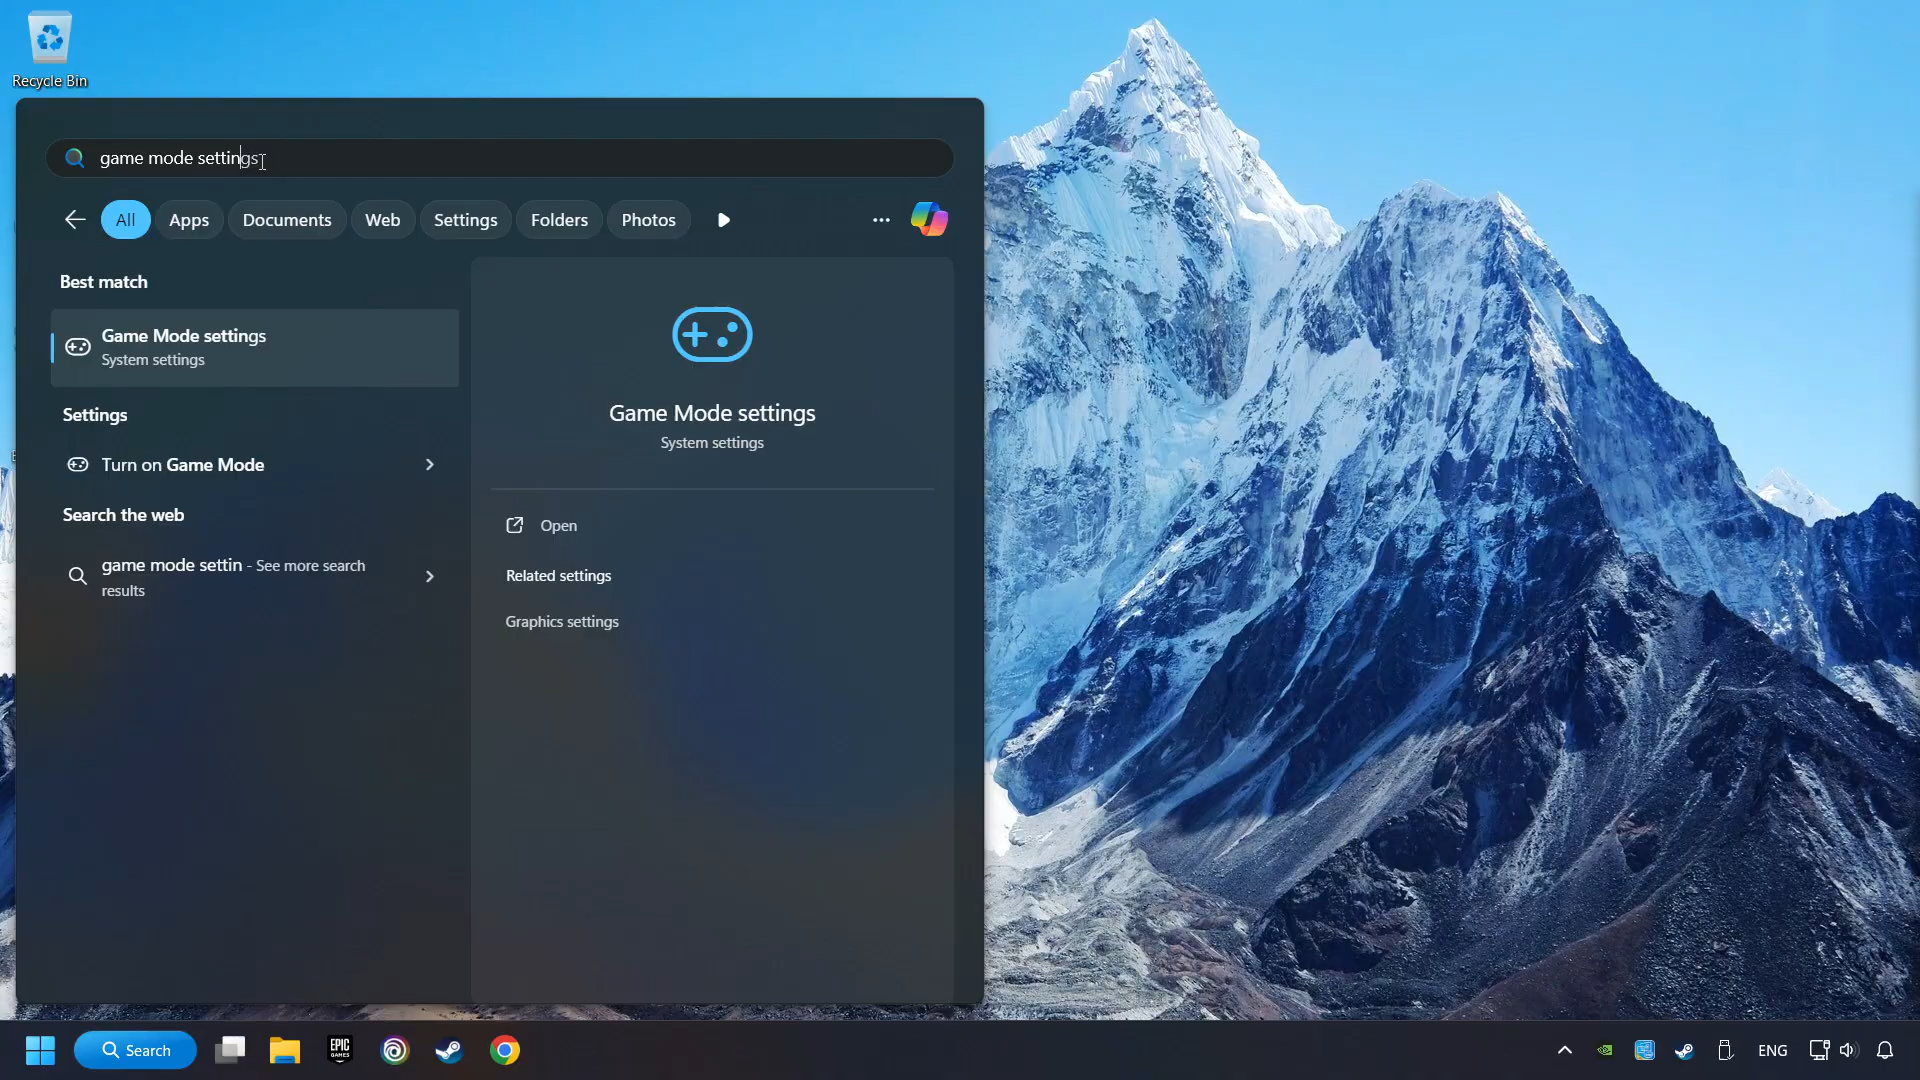 Recycle Bin
game mode settings
All
Apps
Documents
Web
Settings
Folders
Photos
Best match
Game Mode settings
System settings
Settings
Turn on Game Mode
Search the web
game mode settin - See more search
results
Game Mode settings
System settings
Open
Related settings
Graphics settings
Search
EPIC
GAMES
ENG